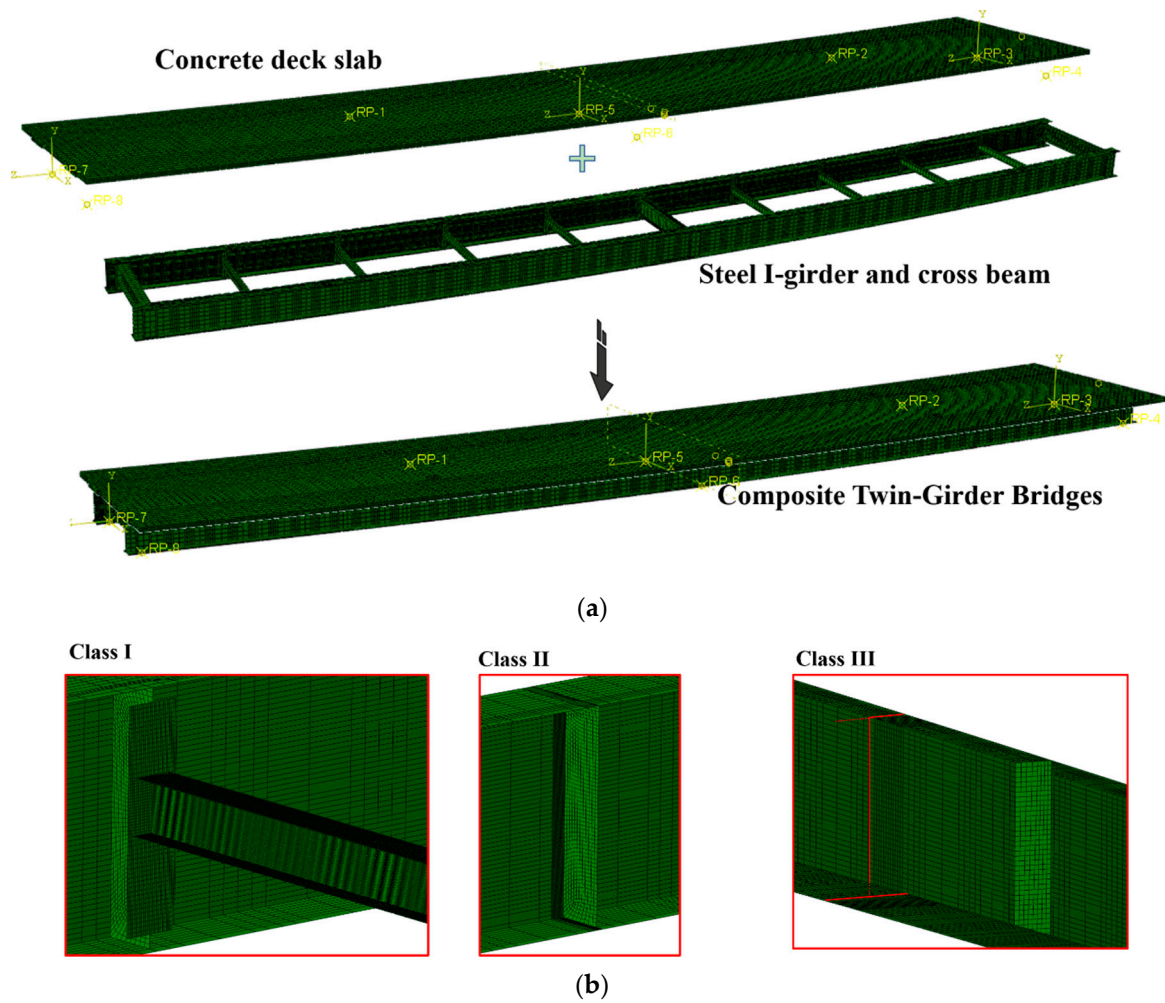 Concrete deck slab
Y
RP-2
RP-3
Z
X
RP-4
RP-1
RP-5
Z
X
RP-6
Y
RP-7
Z
X
RP-8
Steel I-girder and cross beam
Y
RP-2
RP-3
Z
X
RP-4
Y
RP-1
RP-5
Z
X
RP-6
Composite Twin-Girder Bridges
Y
RP-7
X
RP-8
(a)
Class I
Class II
Class III
(b)